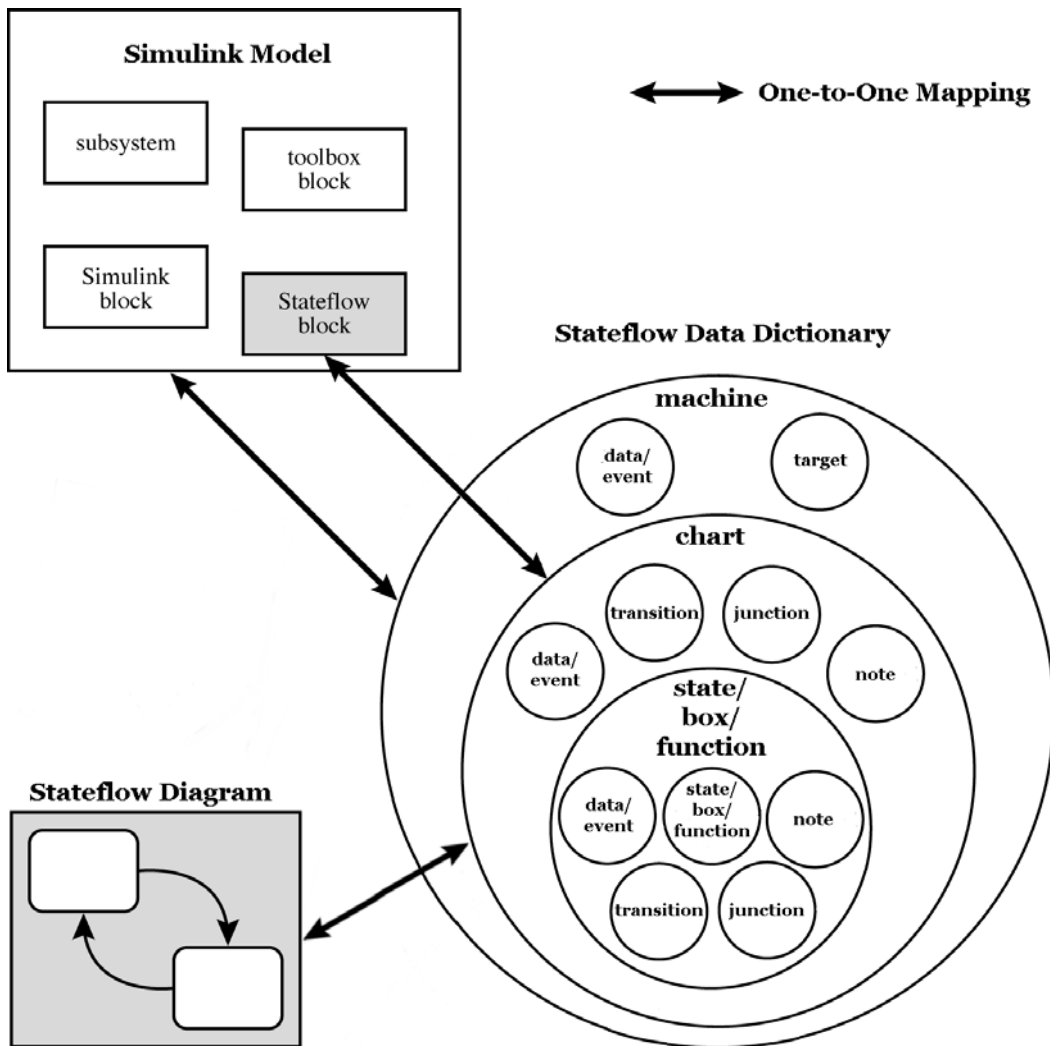 Simulink Model
subsystem
toolbox
block
Simulink
block
Stateflow
block
One-to-One Mapping
Stateflow Data Dictionary
machine
data/
event
target
chart
transition
junction
data/
event
note
state/
box/
function
data/
event
state/
box/
function
note
transition
junction
Stateflow Diagram